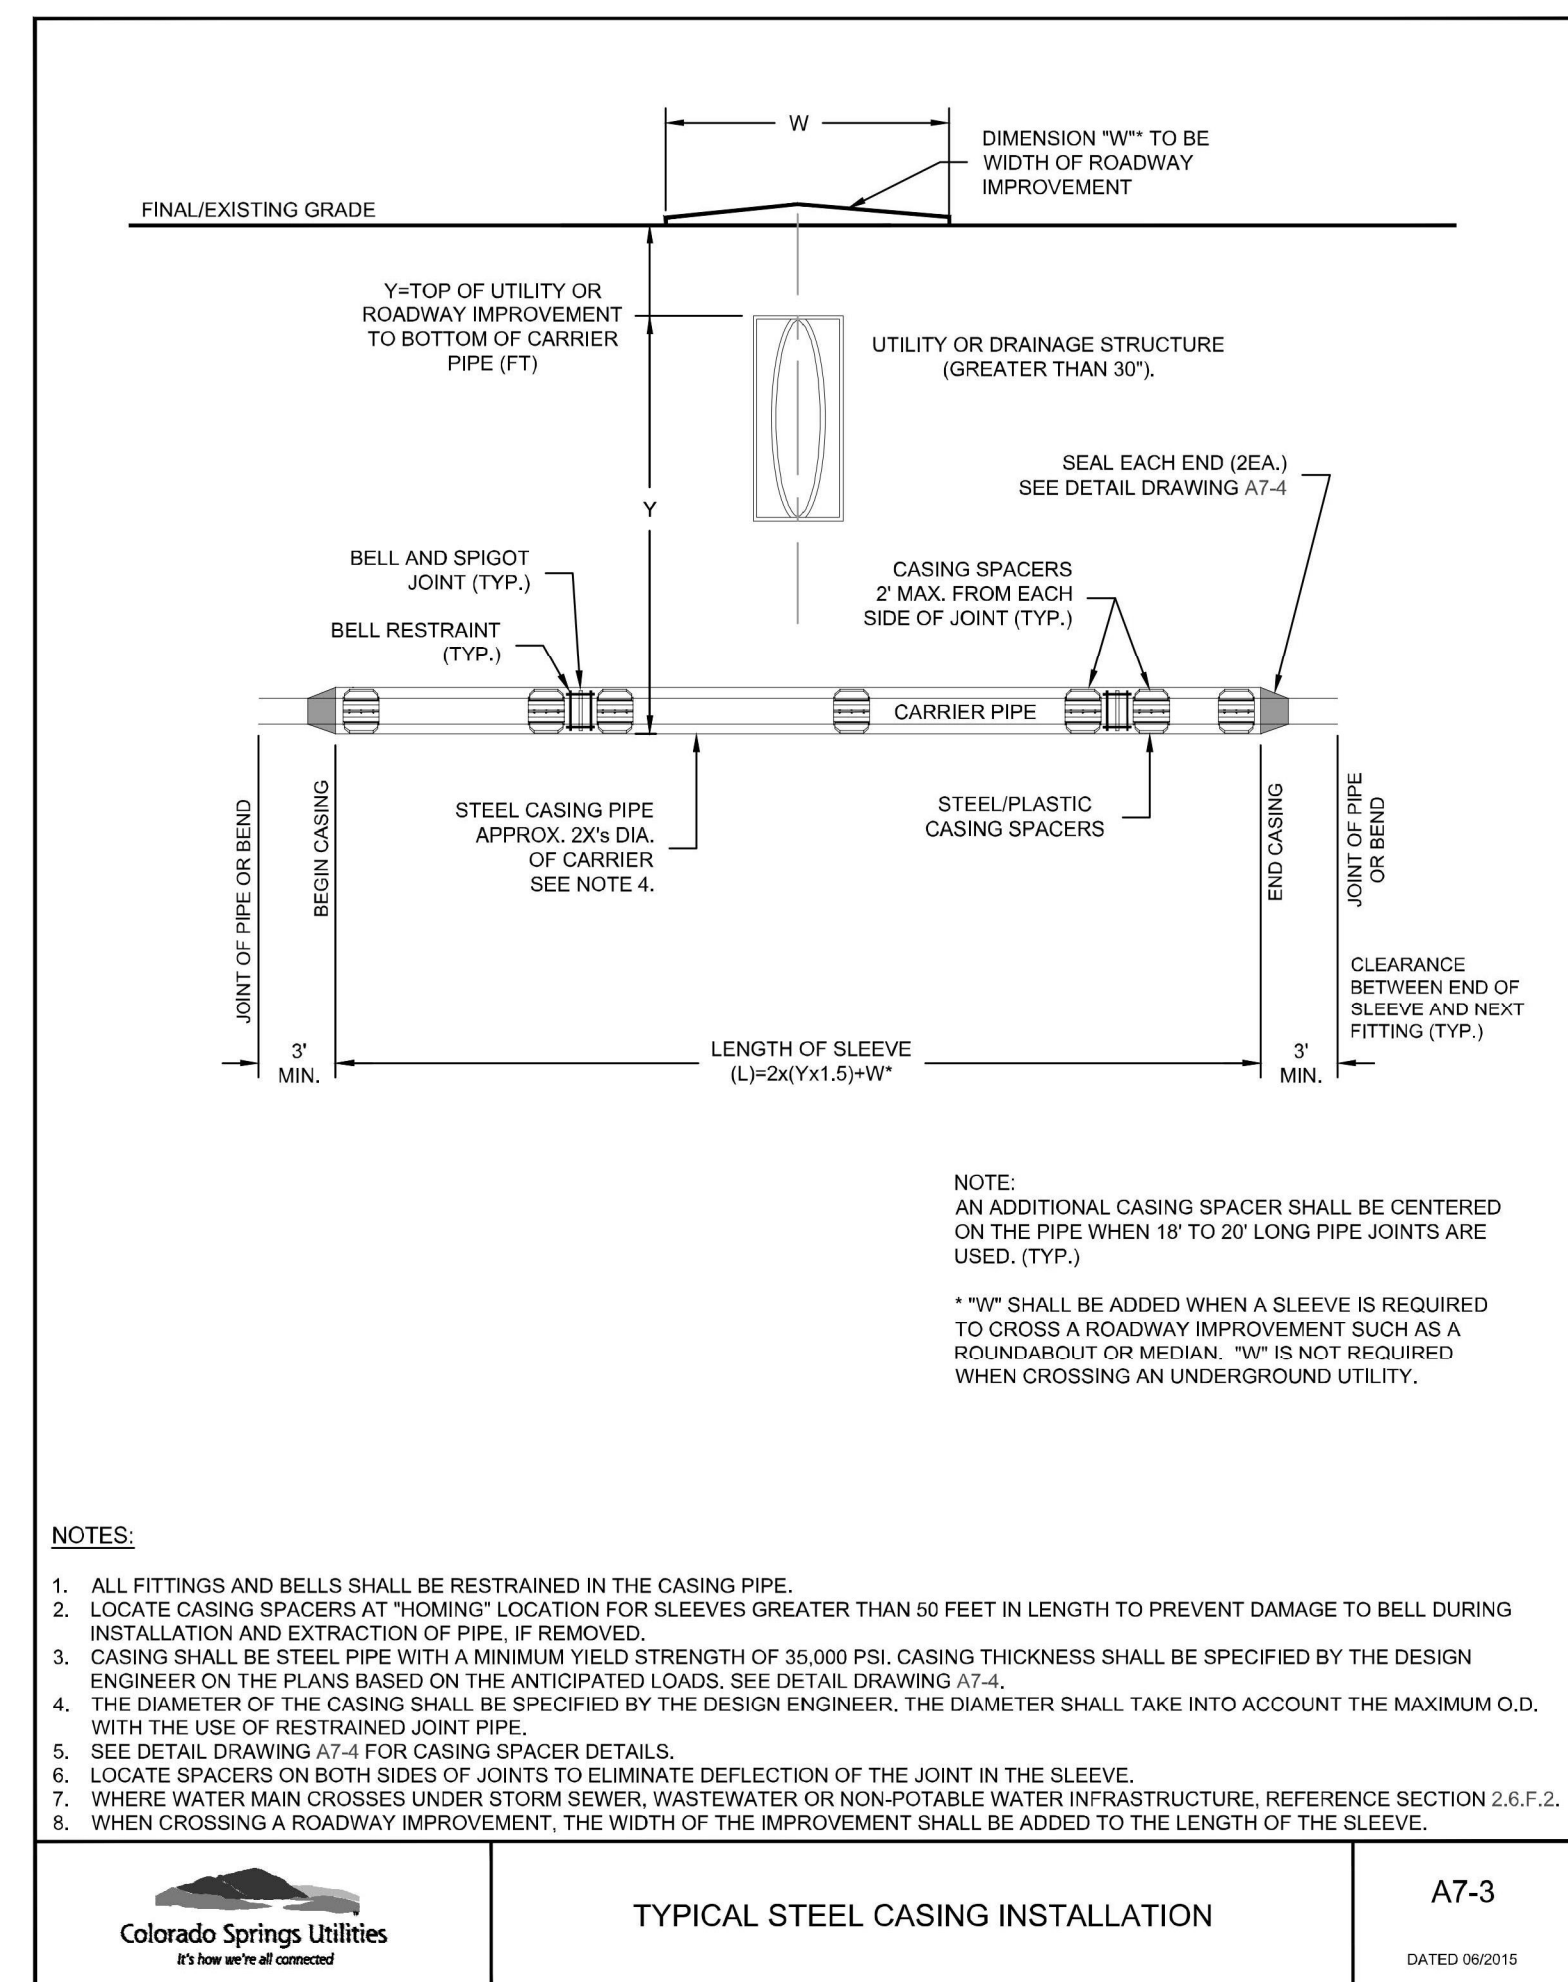 W
DIMENSION "W"* TO BE
WIDTH OF ROADWAY
IMPROVEMENT
FINAL/EXISTING GRADE
Y=TOP OF UTILITY OR
ROADWAY IMPROVEMENT
TO BOTTOM OF CARRIER
PIPE (FT)
UTILITY OR DRAINAGE STRUCTURE
(GREATER THAN 30").
SEAL EACH END (2EA.)
SEE DETAIL DRAWING A7-4
Y
BELL AND SPIGOT
JOINT (TYP.)
CASING SPACERS
2' MAX. FROM EACH
SIDE OF JOINT (TYP.)
BELL RESTRAINT
(TYP.)
CARRIER PIPE
STEEL CASING PIPE
APPROX. 2X's DIA.
OF CARRIER
SEE NOTE 4.
STEEL/PLASTIC
CASING SPACERS
JOINT OF PIPE OR BEND
BEGIN CASING
END CASING
JOINT OF PIPE
OR BEND
CLEARANCE
BETWEEN END OF
SLEEVE AND NEXT
FITTING (TYP.)
3'
MIN.
LENGTH OF SLEEVE
(L)=2x(Yx1.5)+W*
3'
MIN.
NOTE:
AN ADDITIONAL CASING SPACER SHALL BE CENTERED
ON THE PIPE WHEN 18' TO 20' LONG PIPE JOINTS ARE
USED. (TYP.)
* "W" SHALL BE ADDED WHEN A SLEEVE IS REQUIRED
TO CROSS A ROADWAY IMPROVEMENT SUCH AS A
ROUNDABOUT OR MEDIAN. "W" IS NOT REQUIRED
WHEN CROSSING AN UNDERGROUND UTILITY.
NOTES:
1. ALL FITTINGS AND BELLS SHALL BE RESTRAINED IN THE CASING PIPE.
2. LOCATE CASING SPACERS AT "HOMING" LOCATION FOR SLEEVES GREATER THAN 50 FEET IN LENGTH TO PREVENT DAMAGE TO BELL DURING
INSTALLATION AND EXTRACTION OF PIPE, IF REMOVED.
3. CASING SHALL BE STEEL PIPE WITH A MINIMUM YIELD STRENGTH OF 35,000 PSI. CASING THICKNESS SHALL BE SPECIFIED BY THE DESIGN
ENGINEER ON THE PLANS BASED ON THE ANTICIPATED LOADS. SEE DETAIL DRAWING A7-4.
4. THE DIAMETER OF THE CASING SHALL BE SPECIFIED BY THE DESIGN ENGINEER. THE DIAMETER SHALL TAKE INTO ACCOUNT THE MAXIMUM O.D.
WITH THE USE OF RESTRAINED JOINT PIPE.
5. SEE DETAIL DRAWING A7-4 FOR CASING SPACER DETAILS.
6. LOCATE SPACERS ON BOTH SIDES OF JOINTS TO ELIMINATE DEFLECTION OF THE JOINT IN THE SLEEVE.
7. WHERE WATER MAIN CROSSES UNDER STORM SEWER, WASTEWATER OR NON-POTABLE WATER INFRASTRUCTURE, REFERENCE SECTION 2.6.F.2.
8. WHEN CROSSING A ROADWAY IMPROVEMENT, THE WIDTH OF THE IMPROVEMENT SHALL BE ADDED TO THE LENGTH OF THE SLEEVE.
Colorado Springs Utilities
It's how we're all connected
TYPICAL STEEL CASING INSTALLATION
A7-3
DATED 06/2015